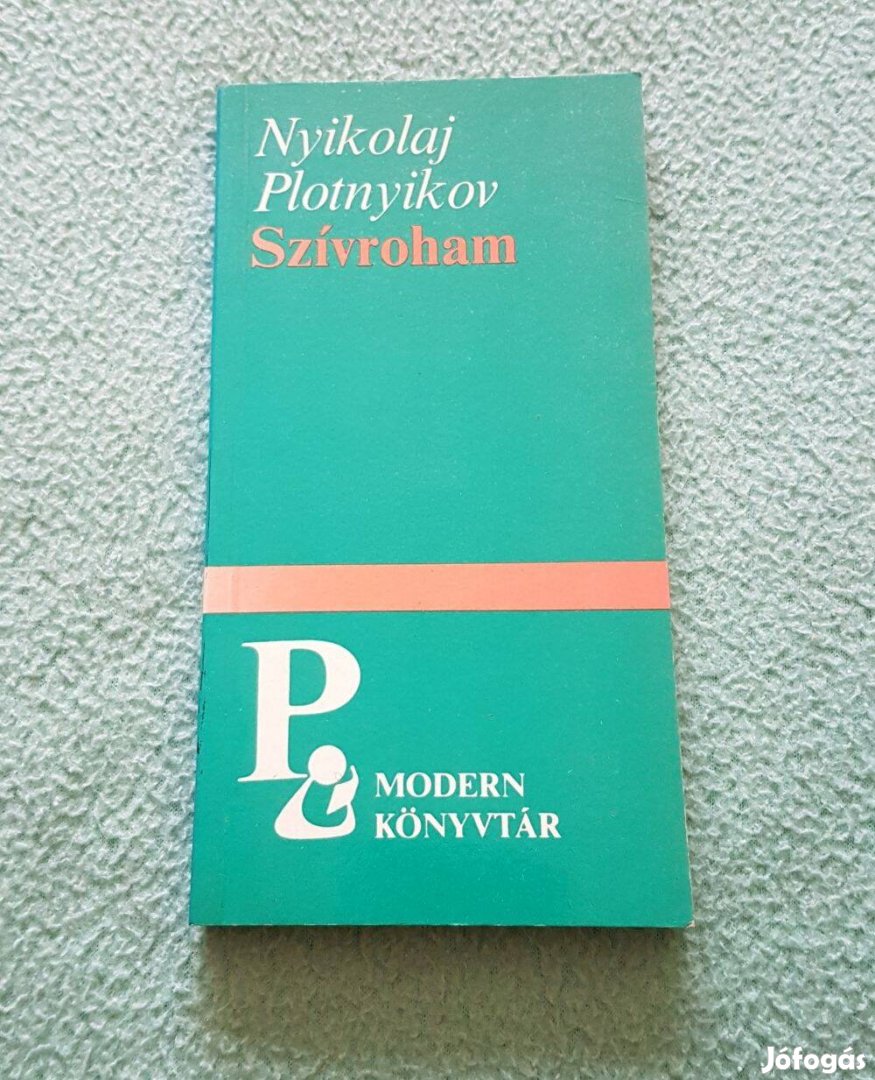 Nyikolaj
Plotnyikov
Szívroham
P
MODERN
KÖNYVTÁR
Jófogás